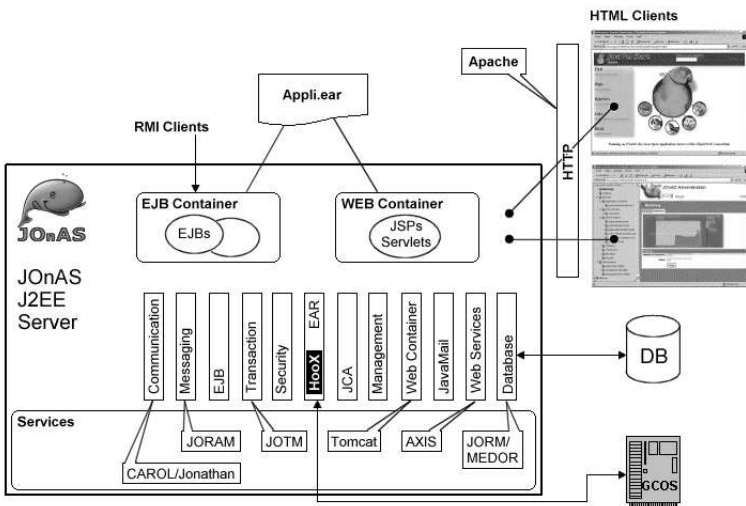 HTML Clients
Apache
Appli.ear
RMI Clients
HTTP
JOnAS Administration
JOnAS
EJB Container
EJBs
WEB Container
JSPs
Servlets
JOnAS
J2EE
Server
Communication
Messaging
EJB
Transaction
Security
HooX EAR
JCA
Management
Web Container
JavaMail
Web Services
Database
DB
Services
JORAM
JOTM
Tomcat
AXIS
JORM/
MEDOR
CAROL/Jonathan
GCOS